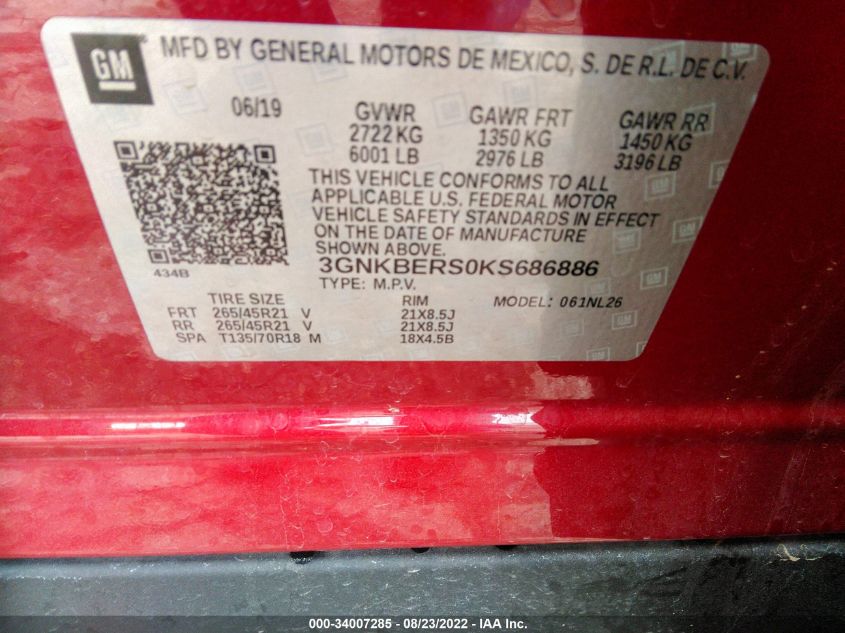 GM
MFD BY GENERAL MOTORS DE MEXICO, S. DE R.L. DE C.V.
06/19 GVWR GAWR FRT GAWR RR
2722 KG 1350 KG 1450 KG
6001 LB 2976 LB 3196 LB
THIS VEHICLE CONFORMS TO ALL
APPLICABLE U.S. FEDERAL MOTOR
VEHICLE SAFETY STANDARDS IN EFFECT
ON THE DATE OF MANUFACTURE
SHOWN ABOVE.
434B
3GNKBERS0KS686886
TYPE: M.P.V. MODEL: 061NL26
TIRE SIZE RIM
FRT 265/45R21 V 21X8.5J
RR 265/45R21 V 21X8.5J
SPA T135/70R18 M 18X4.5B
000-34007285 - 08/23/2022 - IAA Inc.